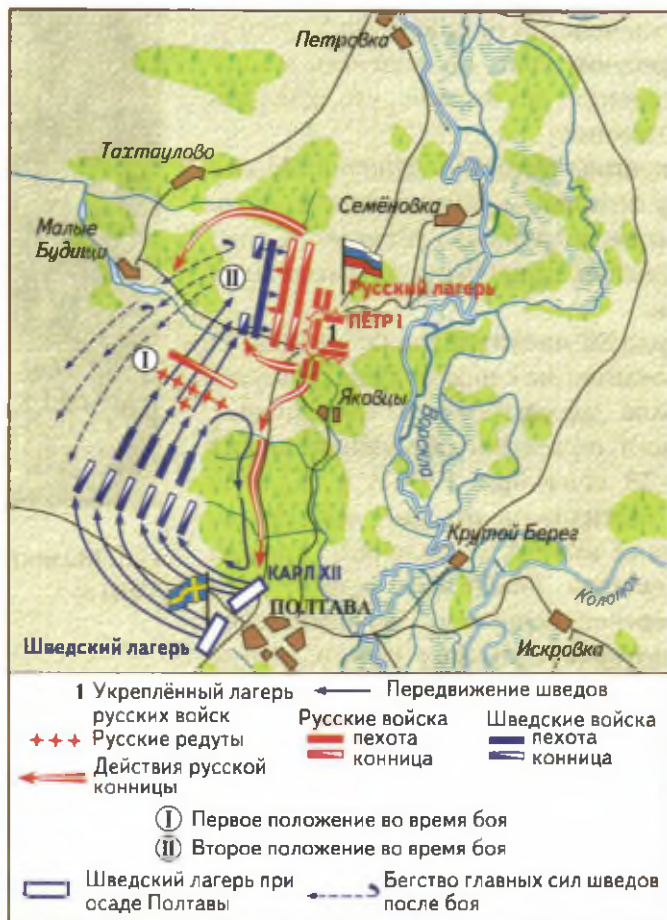 Петровка
Тахтаулово
Малые
Будищи
Семёновка
II
Русский лагерь
ПЁТР I
1
I
Яковцы
Ворскла
Крутой Берег
Коломак
КАРЛ XII
ПОЛТАВА
Шведский лагерь
Искровка
1 Укреплённый лагерь
русских войск
Передвижение шведов
Русские редуты
Действия русской
конницы
Русские войска
пехота
конница
Шведские войска
пехота
конница
I Первое положение во время боя
II Второе положение во время боя
Шведский лагерь при
осаде Полтавы
Бегство главных сил шведов
после боя